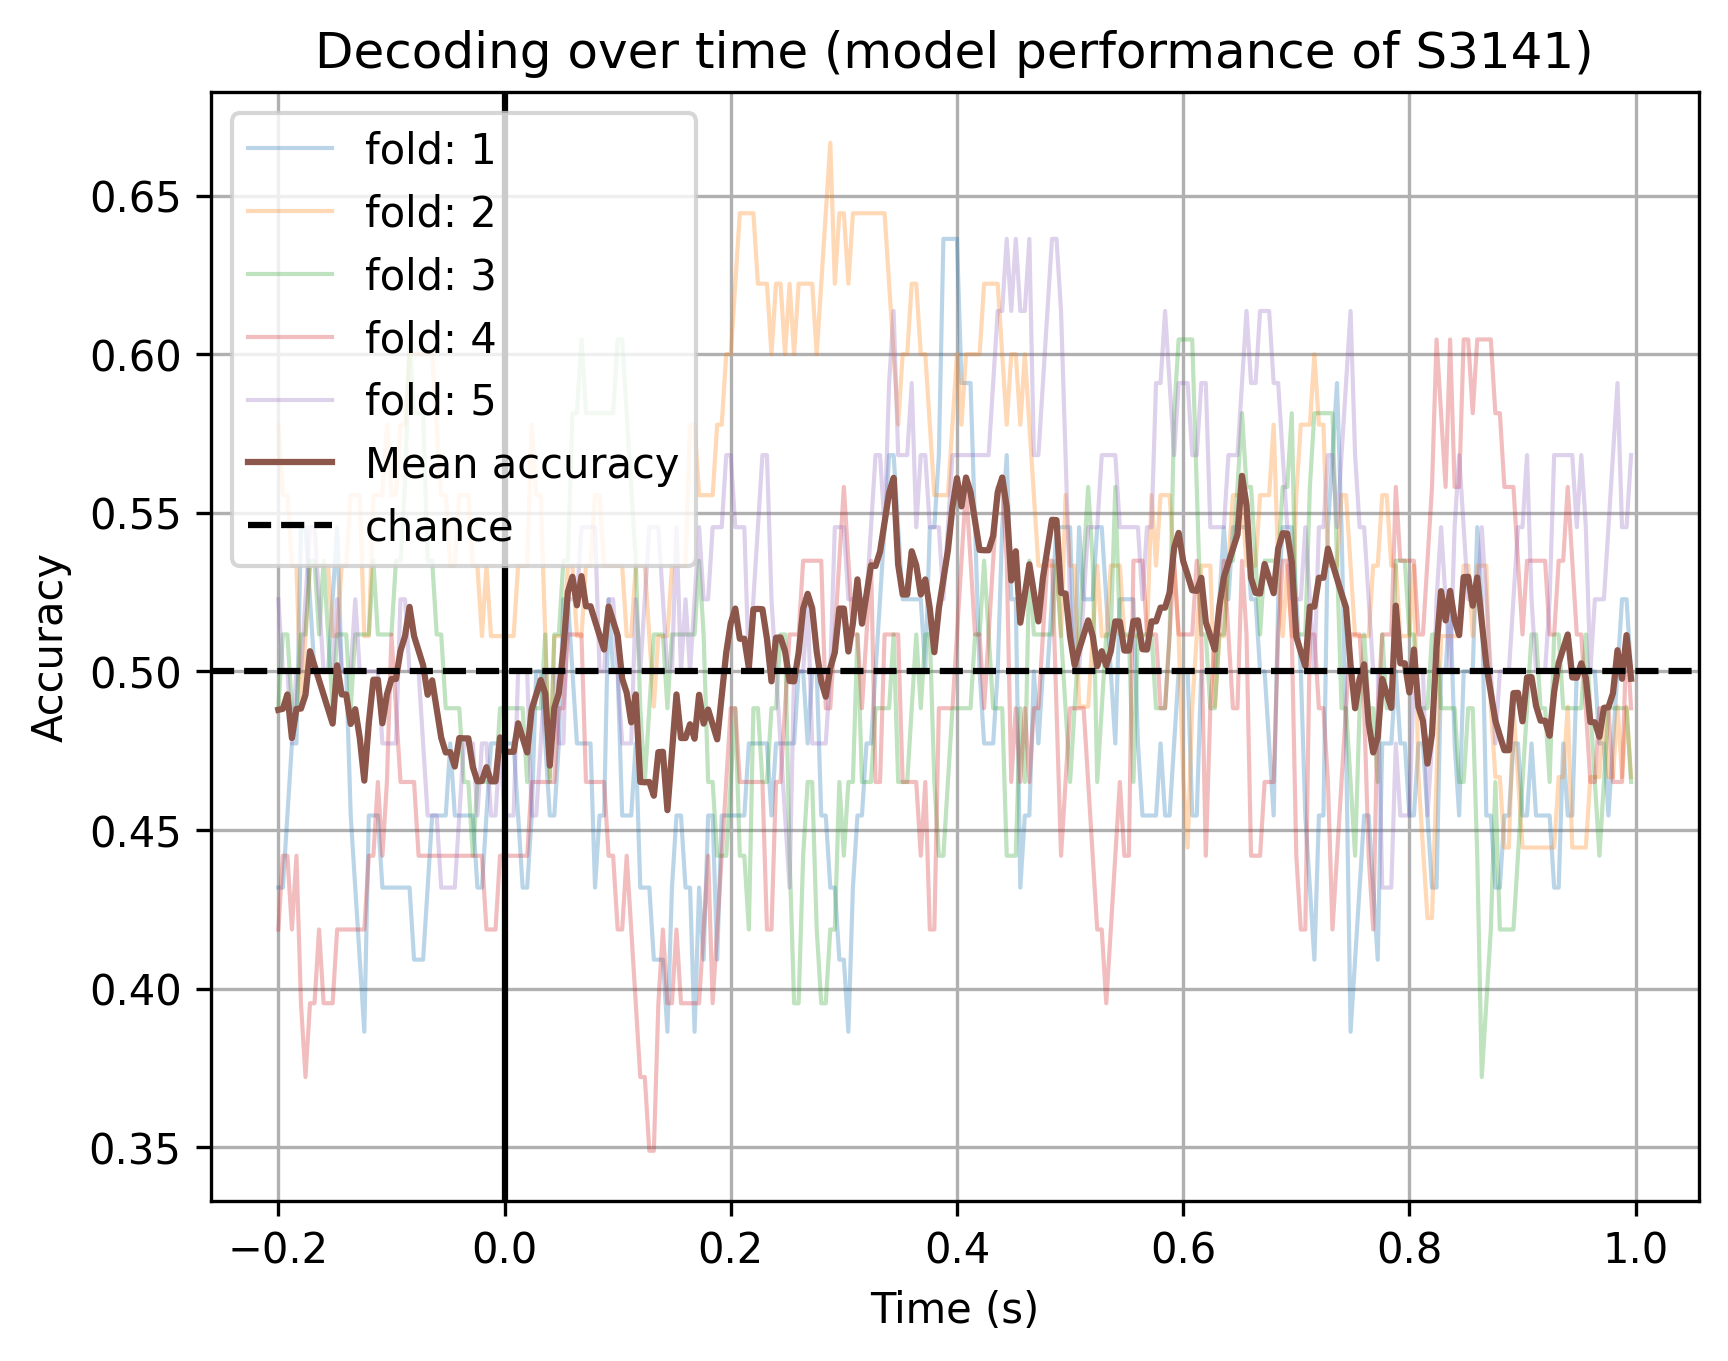 Decoding over time (model performance of S3141)
fold: 1
fold: 2
fold: 3
fold: 4
fold: 5
Mean accuracy
chance
0.65
0.60
0.55
0.50
0.45
0.40
0.35
Accuracy
−0.2
0.0
0.2
0.4
0.6
0.8
1.0
Time (s)